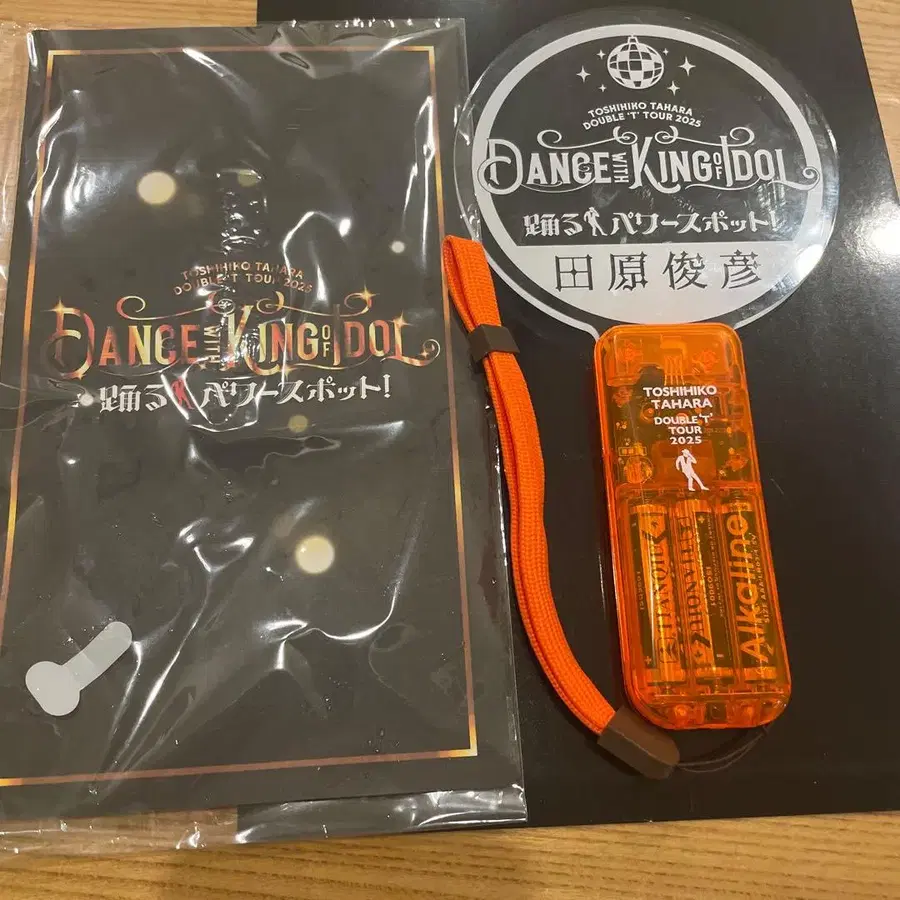 TOSHIHIKO TAHARA
DOUBLE 'T' TOUR 2025
DANCE WITH KING OF IDOL
踊るパワースポット!
TOSHIHIKO TAHARA
DOUBLE 'T' TOUR 2025
DANCE WITH KING OF IDOL
踊るパワースポット!
田原俊彦
TOSHIHIKO
TAHARA
DOUBLE 'T'
TOUR
2025
Alkaline